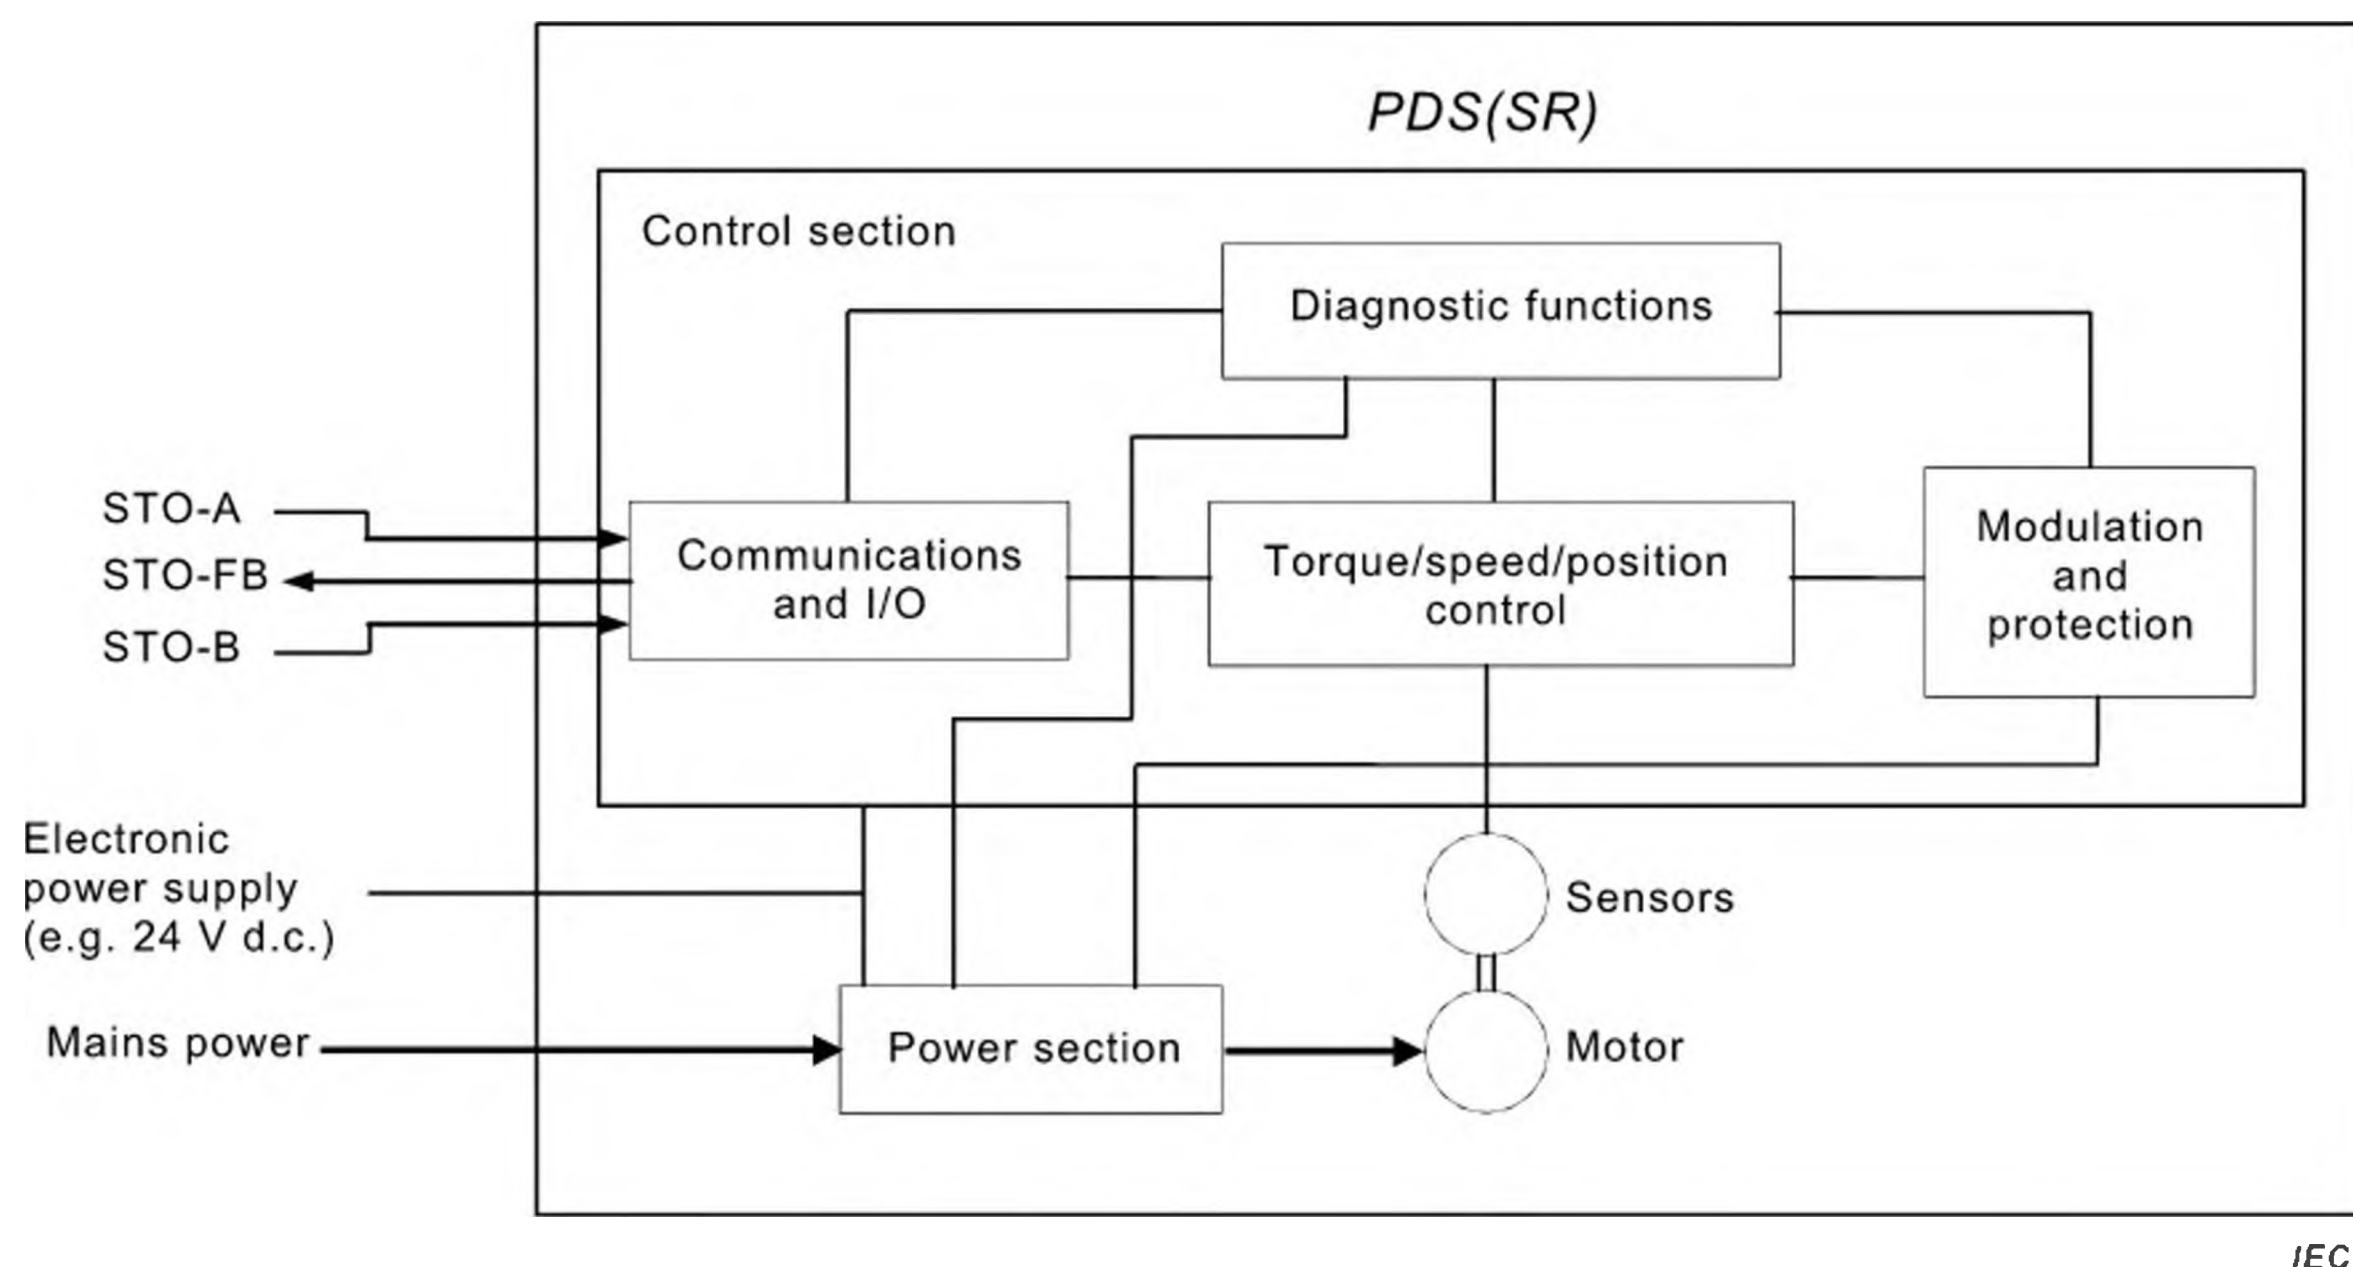 PDS(SR)
Control section
Diagnostic functions
STO-A
STO-FB
STO-B
Communications
and I/O
Torque/speed/position
control
Modulation
and
protection
Electronic
power supply
(e.g. 24 V d.c.)
Sensors
Mains power
Power section
Motor
IEC